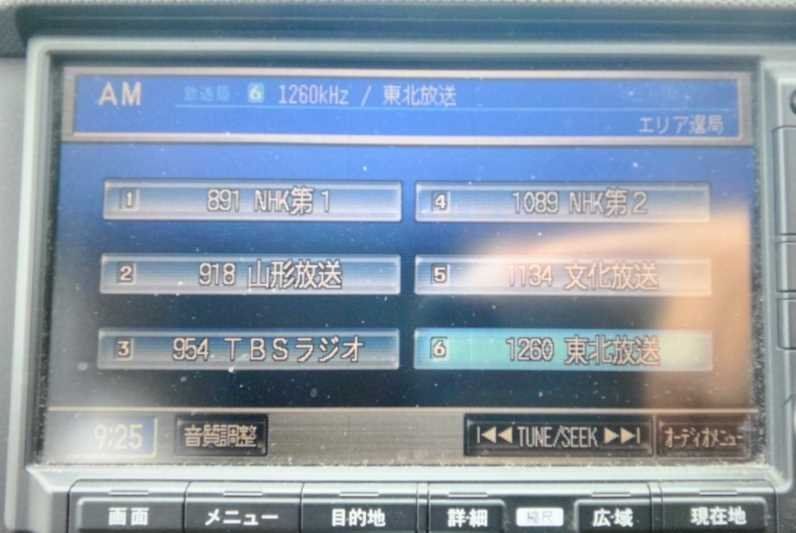 AM 放送局 6 1260kHz / 東北放送
エリア選局
1 891 NHK第1
4 1089 NHK第2
2 918 山形放送
5 1134 文化放送
3 954 TBSラジオ
6 1260 東北放送
9:25 音質調整 TUNE/SEEK オーディオメニュー
画面 メニュー 目的地 詳細 広域 現在地